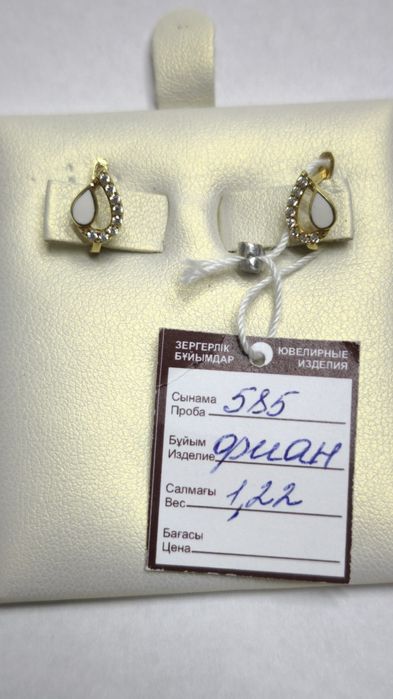 ЗЕРГЕРЛІК
БҰЙЫМДАР
ЮВЕЛИРНЫЕ
ИЗДЕЛИЯ
Сынама
Проба 585
Бұйым
Изделие фиан
Салмағы
Вес 1,22
Бағасы
Цена